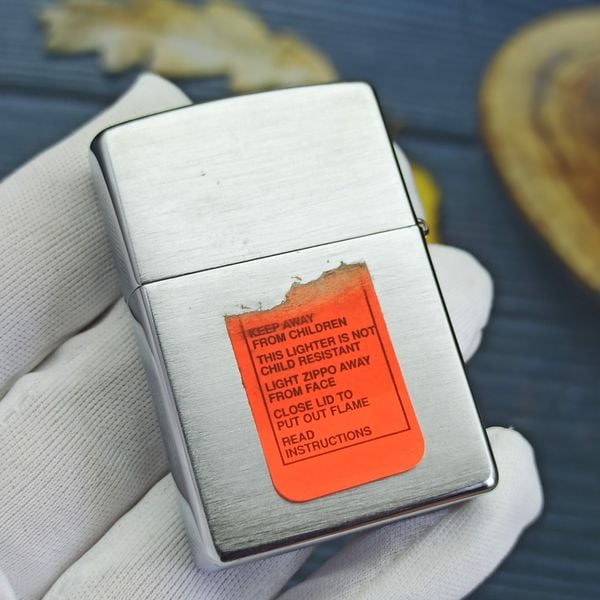 KEEP AWAY
FROM CHILDREN
THIS LIGHTER IS NOT
CHILD RESISTANT
LIGHT ZIPPO AWAY
FROM FACE
CLOSE LID TO
PUT OUT FLAME
READ
INSTRUCTIONS